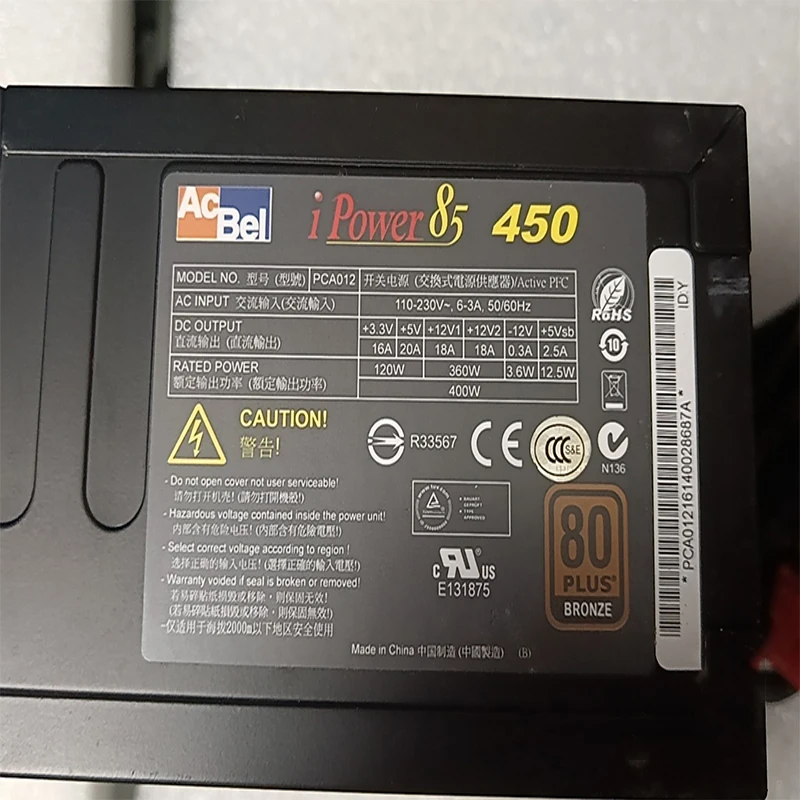 AcBel
i Power 85 450
MODEL NO. 型号 (型號) PCA012 开关电源 (交換式電源供應器)/Active PFC
AC INPUT 交流输入(交流輸入) 110-230V~, 6-3A, 50/60Hz
DC OUTPUT +3.3V +5V +12V1 +12V2 -12V +5Vsb
直流输出 (直流輸出) 16A 20A 18A 18A 0.3A 2.5A
RATED POWER 120W 360W 3.6W 12.5W
额定输出功率 (額定輸出功率) 400W
RoHS
10
CAUTION!
警告!
R33567
CE
CCC S&E
N136
- Do not open cover not user serviceable!
请勿打开机壳! (請勿打開機殼!)
- Hazardous voltage contained inside the power unit!
内部含有危险电压! (內部含有危險電壓!)
- Select correct voltage according to region !
选择正确的输入电压! (選擇正確的輸入電壓!)
- Warranty voided if seal is broken or removed!
若易碎贴纸损毁或移除,则保固无效!
(若易碎貼紙損毀或移除,則保固無效!)
-仅适用于海拔2000m以下地区安全使用
BAUART
GEPRÜFT
TYPE
APPROVED
c RU® US
E131875
80
PLUS®
BRONZE
Made in China 中国制造 (中國製造) (B)
ID.Y
* PCA01216140028687A *